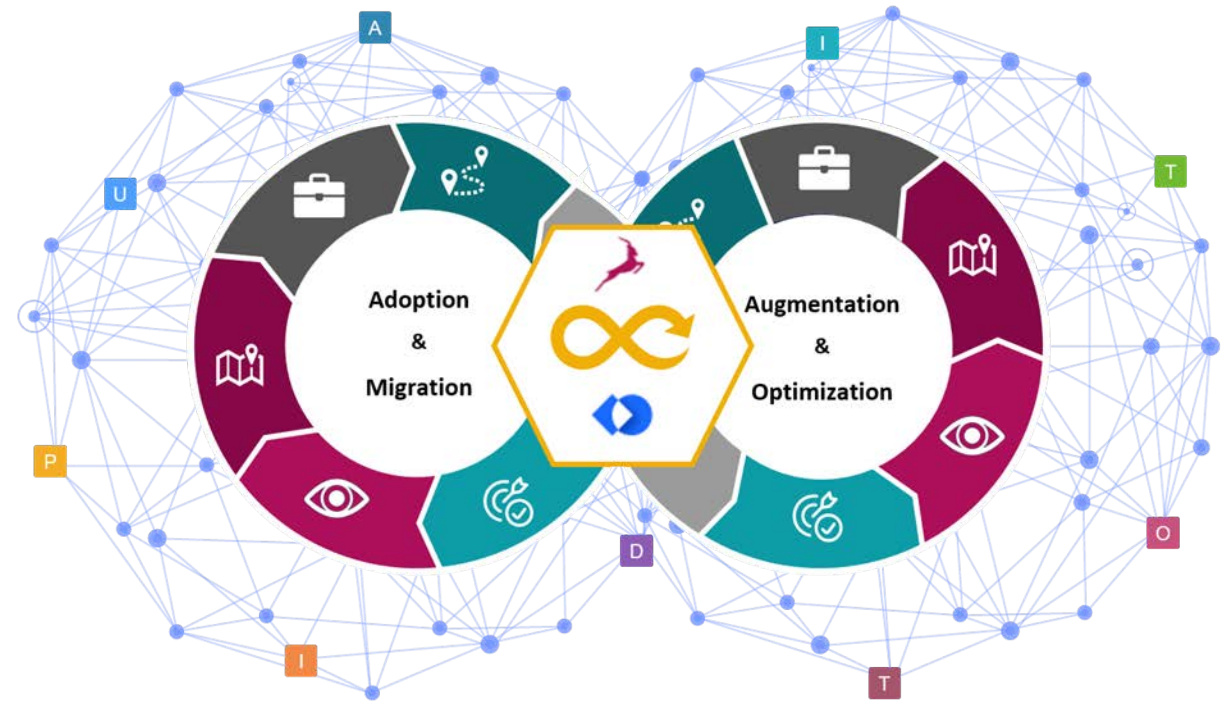 A
I
T
U
Adoption
&
Migration
Augmentation
&
Optimization
P
O
D
I
T